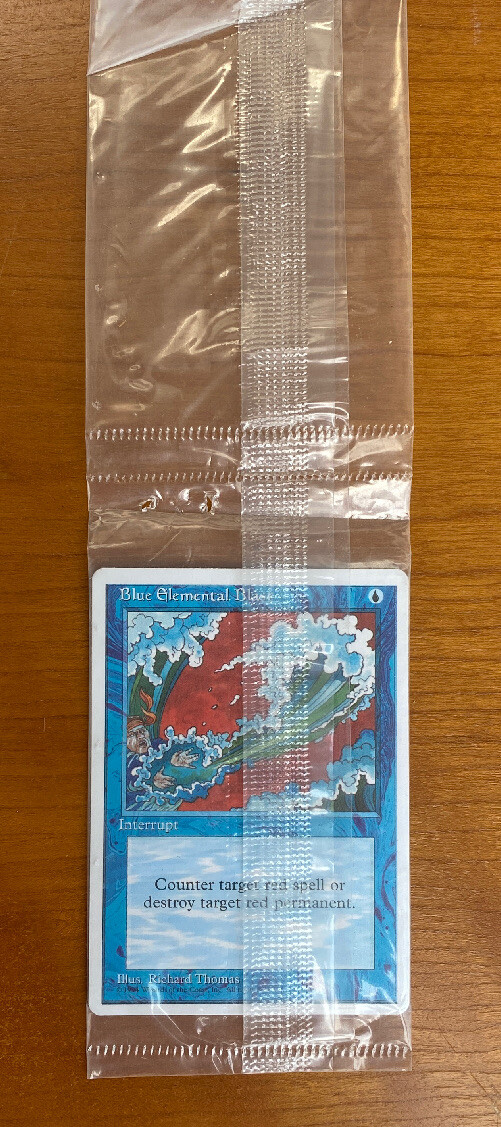 Blue Elemental Blast
Interrupt
Counter target red spell or
destroy target red permanent.
Illus. Richard Thomas